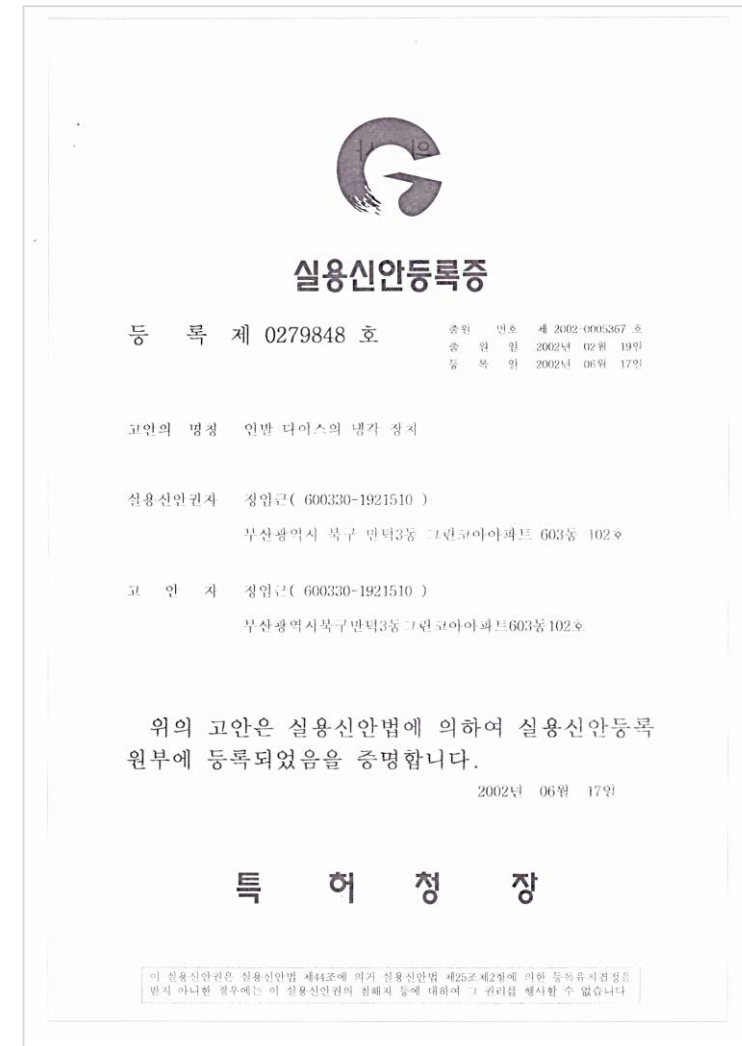 실용신안등록증
등 록 제 0279848 호
출원 번호 제 2002-0005367 호
출 원 일 2002년 02월 19일
등 록 일 2002년 06월 17일
고안의 명칭 인발 다이스의 냉각 장치
실용신안권자 정임근( 600330-1921510 )
부산광역시 북구 만덕3동 그린코아아파트 603동 102호
고 안 자 정임근( 600330-1921510 )
부산광역시북구만덕3동그린코아아파트603동102호
위의 고안은 실용신안법에 의하여 실용신안등록
원부에 등록되었음을 증명합니다.
2002년 06월 17일
특 허 청 장
이 실용신안권은 실용신안법 제44조에 의거 실용신안법 제25조제2항에 의한 등록유지결정을
받지 아니한 경우에는 이 실용신안권의 침해자 등에 대하여 그 권리를 행사할 수 없습니다